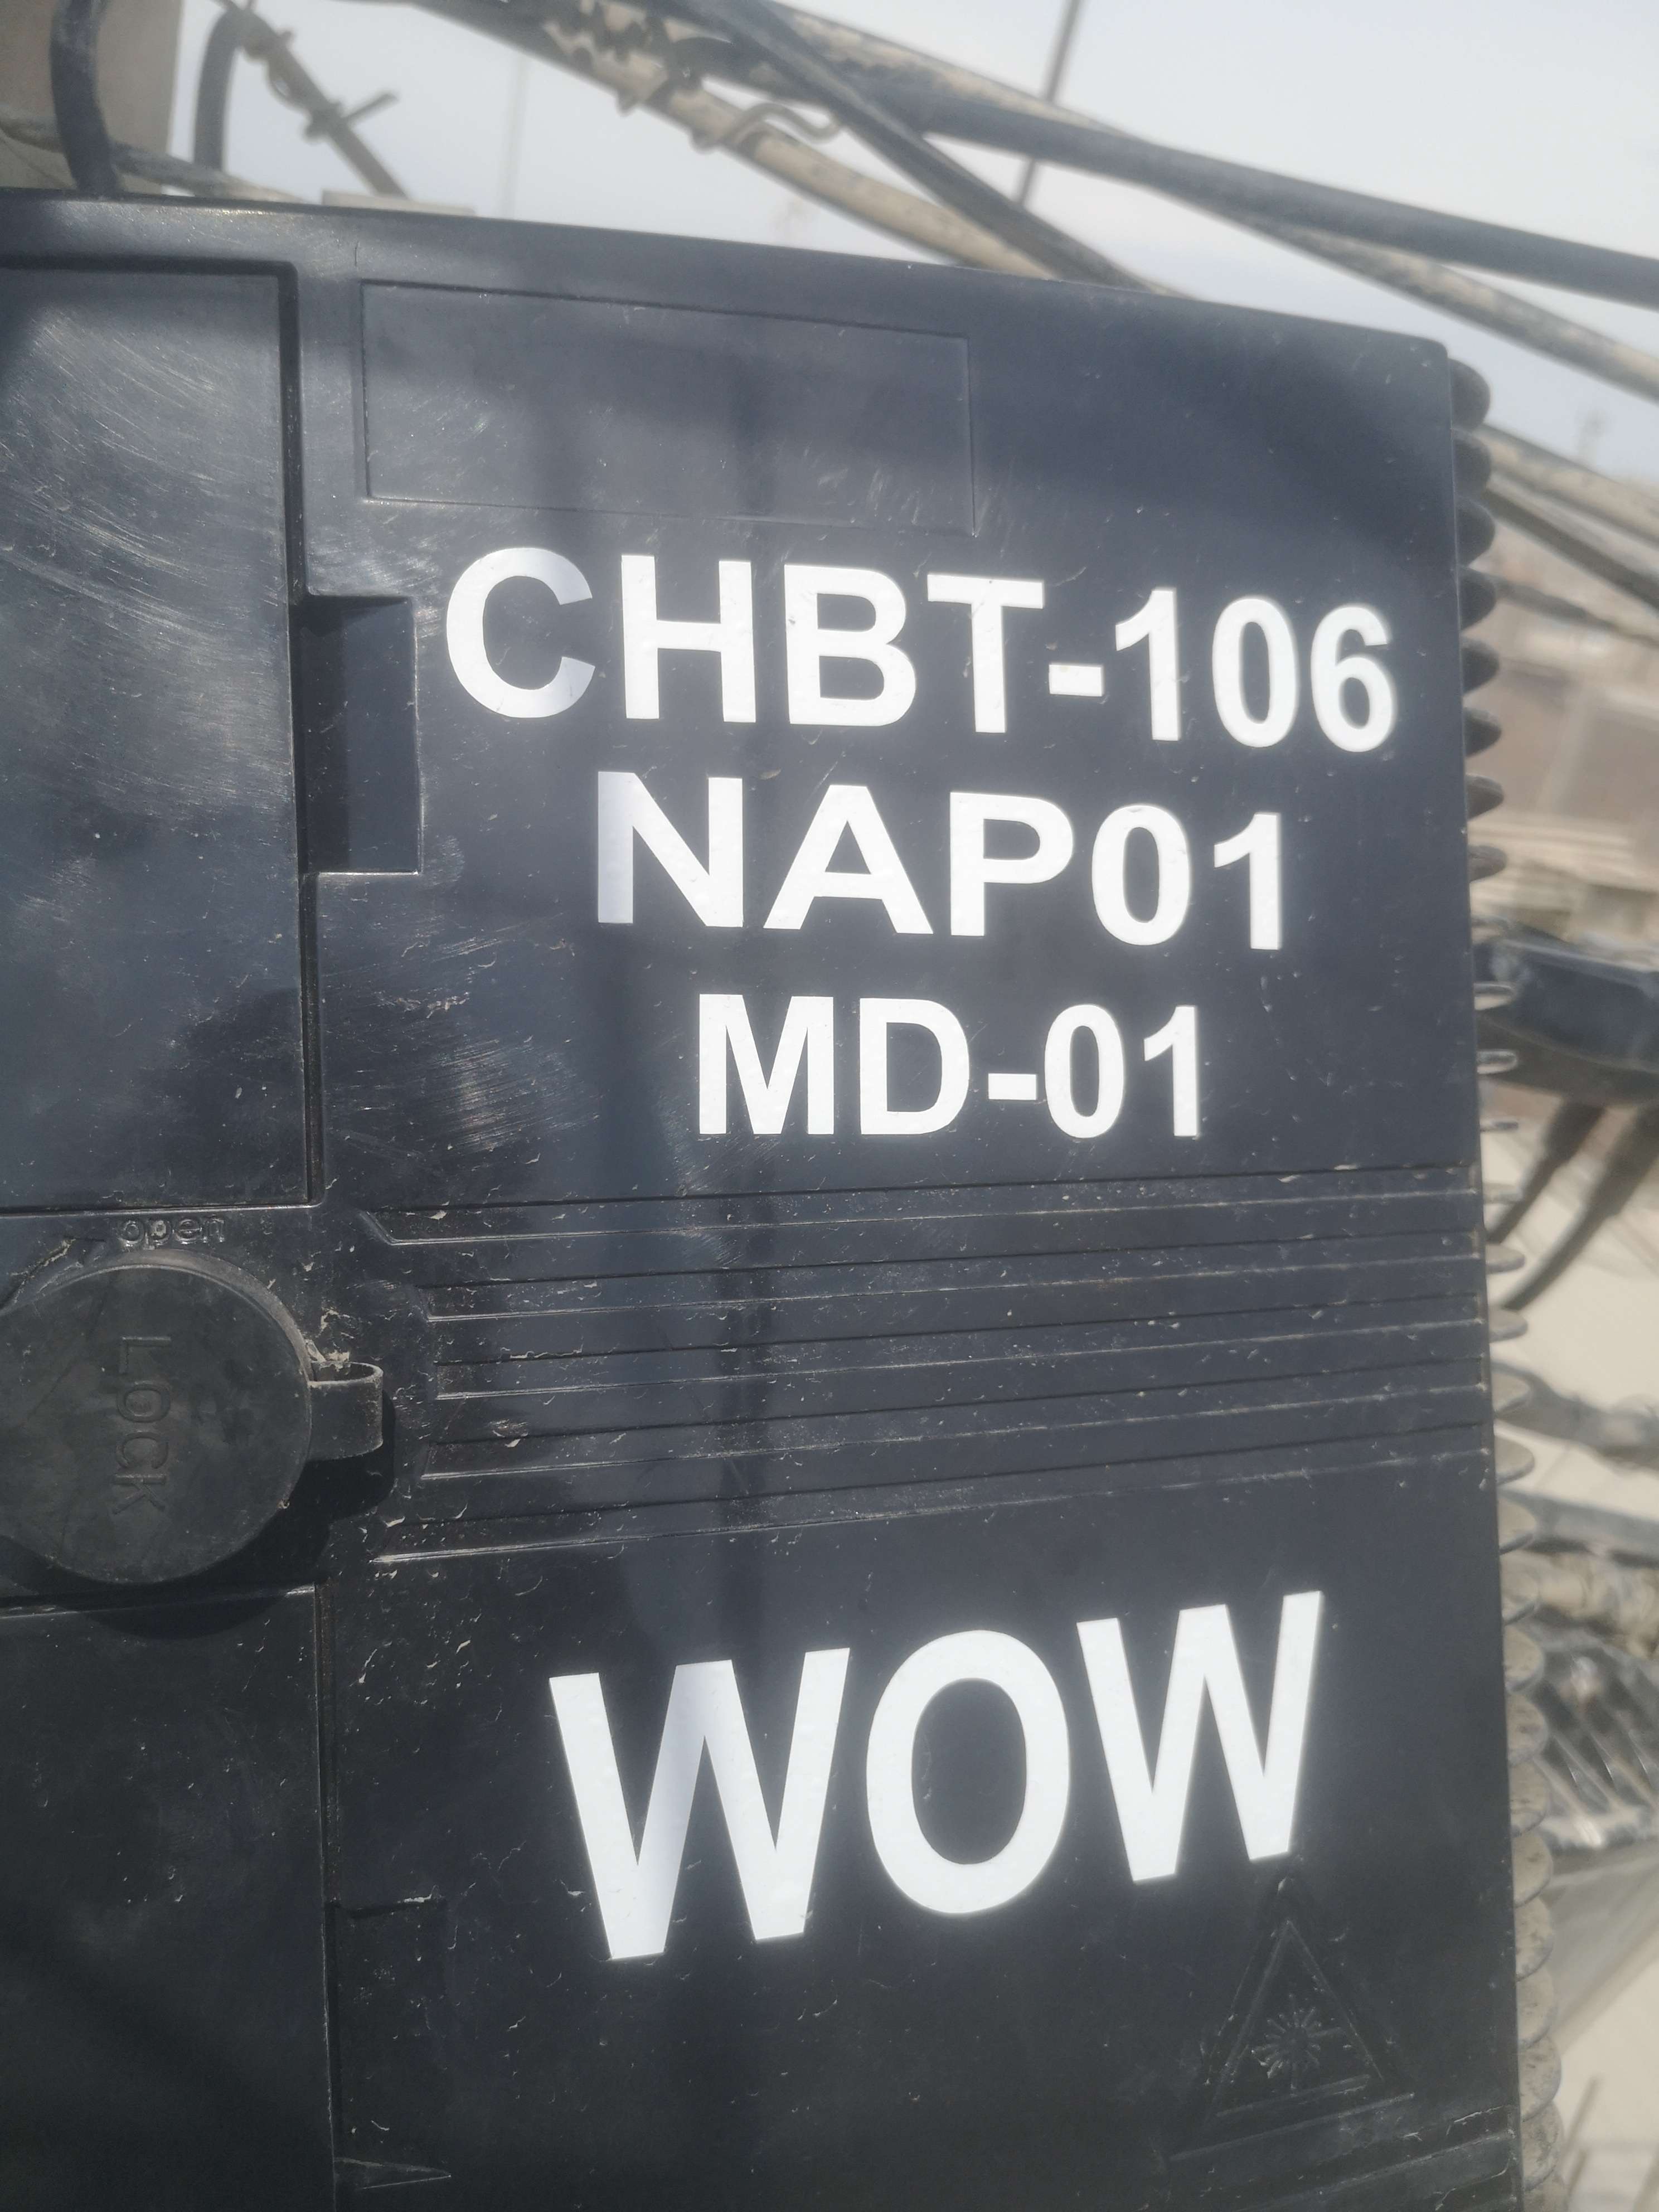 CHBT-106
NAP01
MD-01
open
LOCK
WOW